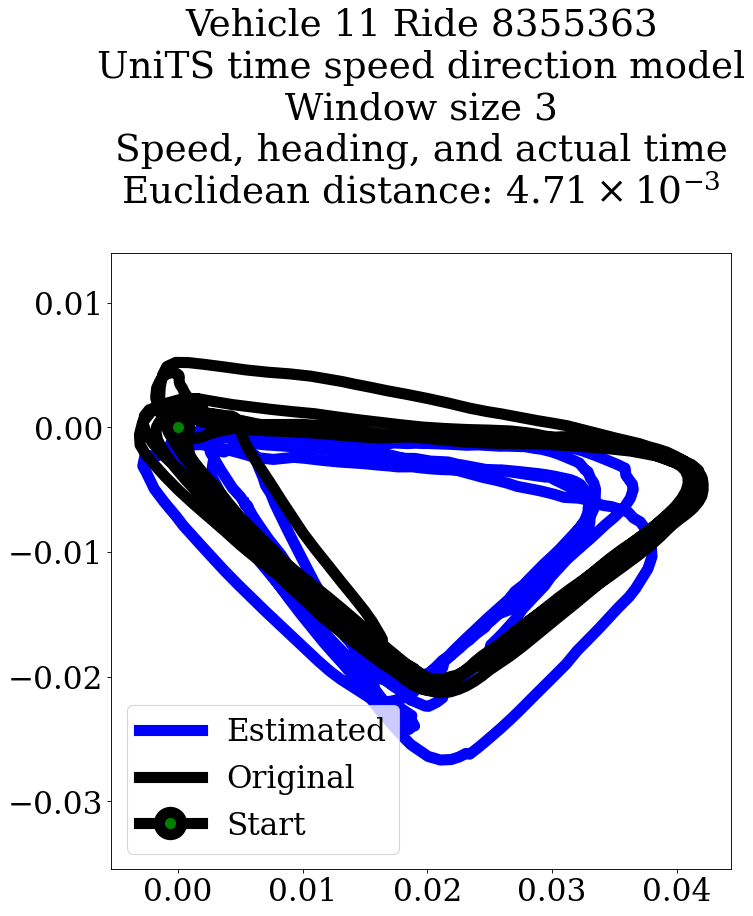 Vehicle 11 Ride 8355363
UniTS time speed direction model
Window size 3
Speed, heading, and actual time
Euclidean distance: 4.71 × 10⁻³
0.01
0.00
−0.01
−0.02
−0.03
Estimated
Original
Start
0.00 0.01 0.02 0.03 0.04